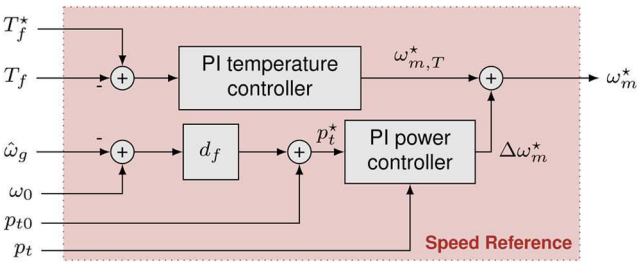 T_f^⋆
T_f
-
+
PI temperature
controller
ω_{m,T}^⋆
+
ω_m^⋆
ω̂_g
-
+
d_f
+
p_t^⋆
PI power
controller
Δω_m^⋆
ω_0
p_{t0}
p_t
Speed Reference